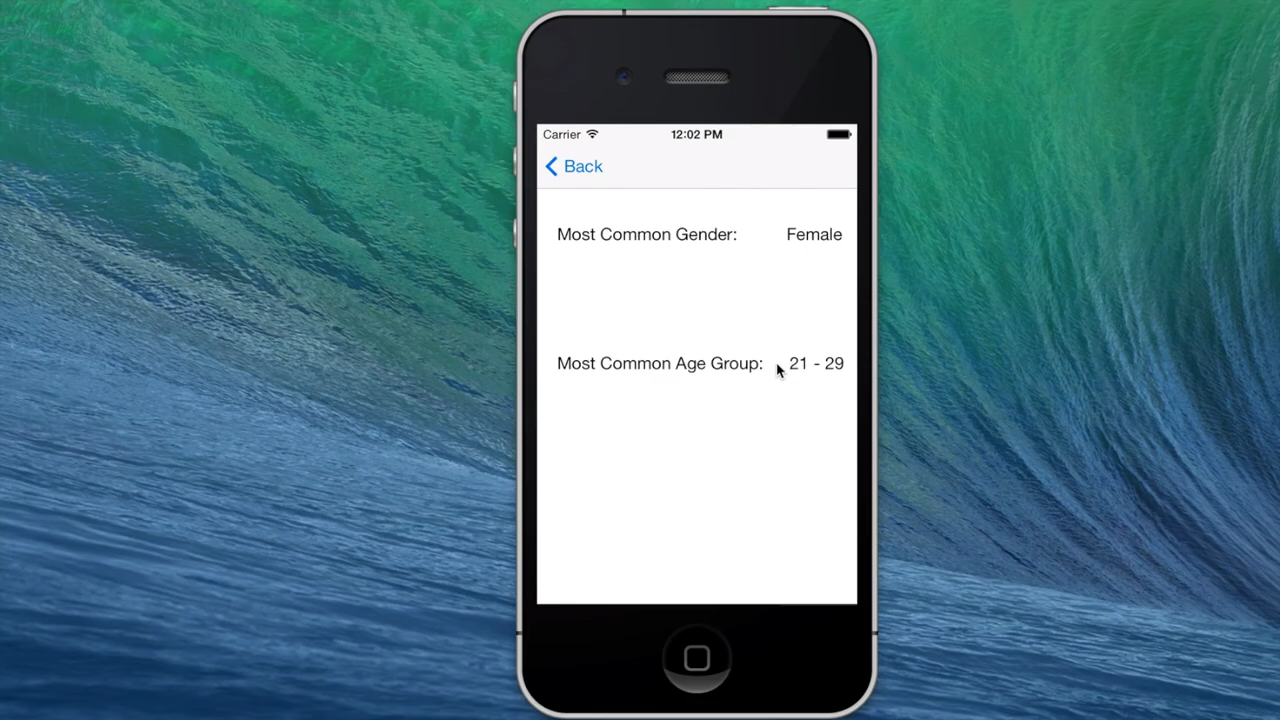 Carrier 12:02 PM
Back
Most Common Gender: Female
Most Common Age Group: 21 - 29